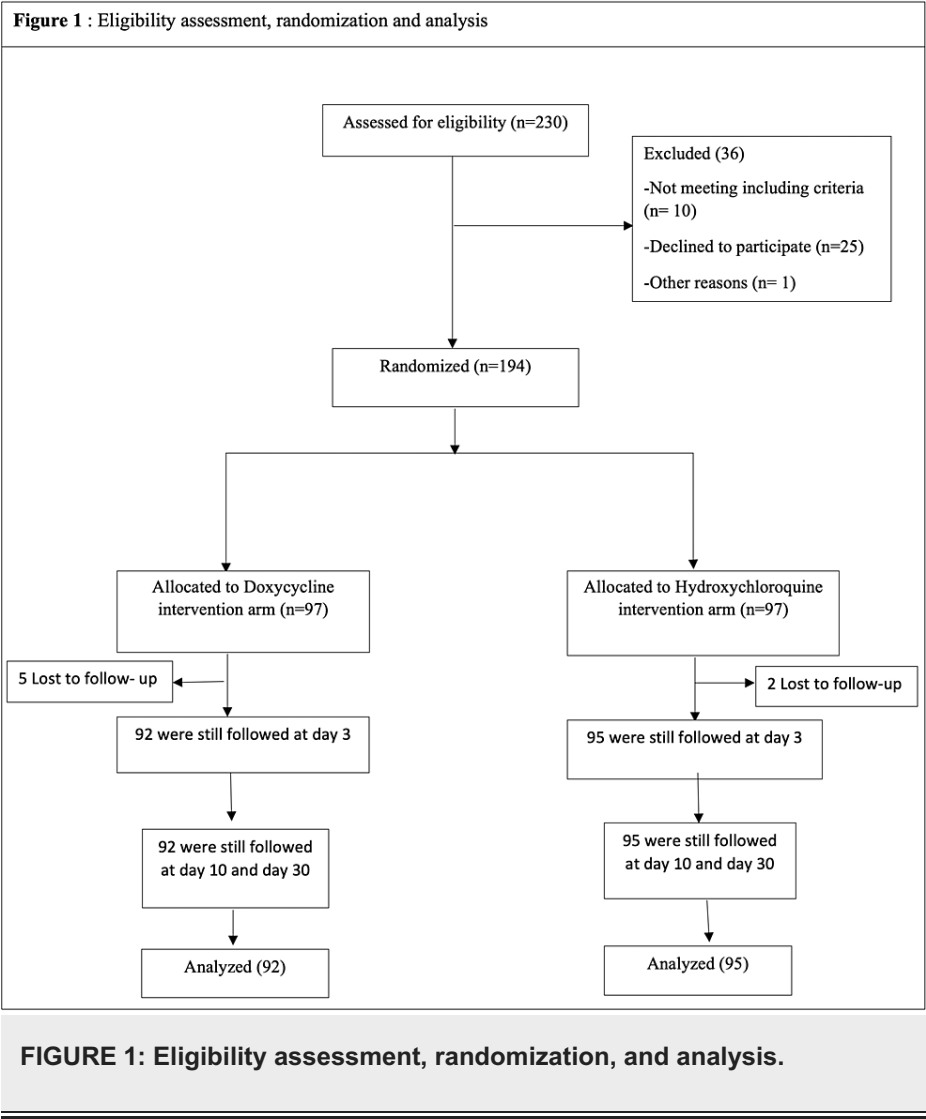 Figure 1 : Eligibility assessment, randomization and analysis
Assessed for eligibility (n=230)
Excluded (36)
-Not meeting including criteria
(n= 10)
-Declined to participate (n=25)
-Other reasons (n= 1)
Randomized (n=194)
Allocated to Doxycycline
intervention arm (n=97)
Allocated to Hydroxychloroquine
intervention arm (n=97)
5 Lost to follow- up
2 Lost to follow-up
92 were still followed at day 3
95 were still followed at day 3
92 were still followed
at day 10 and day 30
95 were still followed
at day 10 and day 30
Analyzed (92)
Analyzed (95)
FIGURE 1: Eligibility assessment, randomization, and analysis.